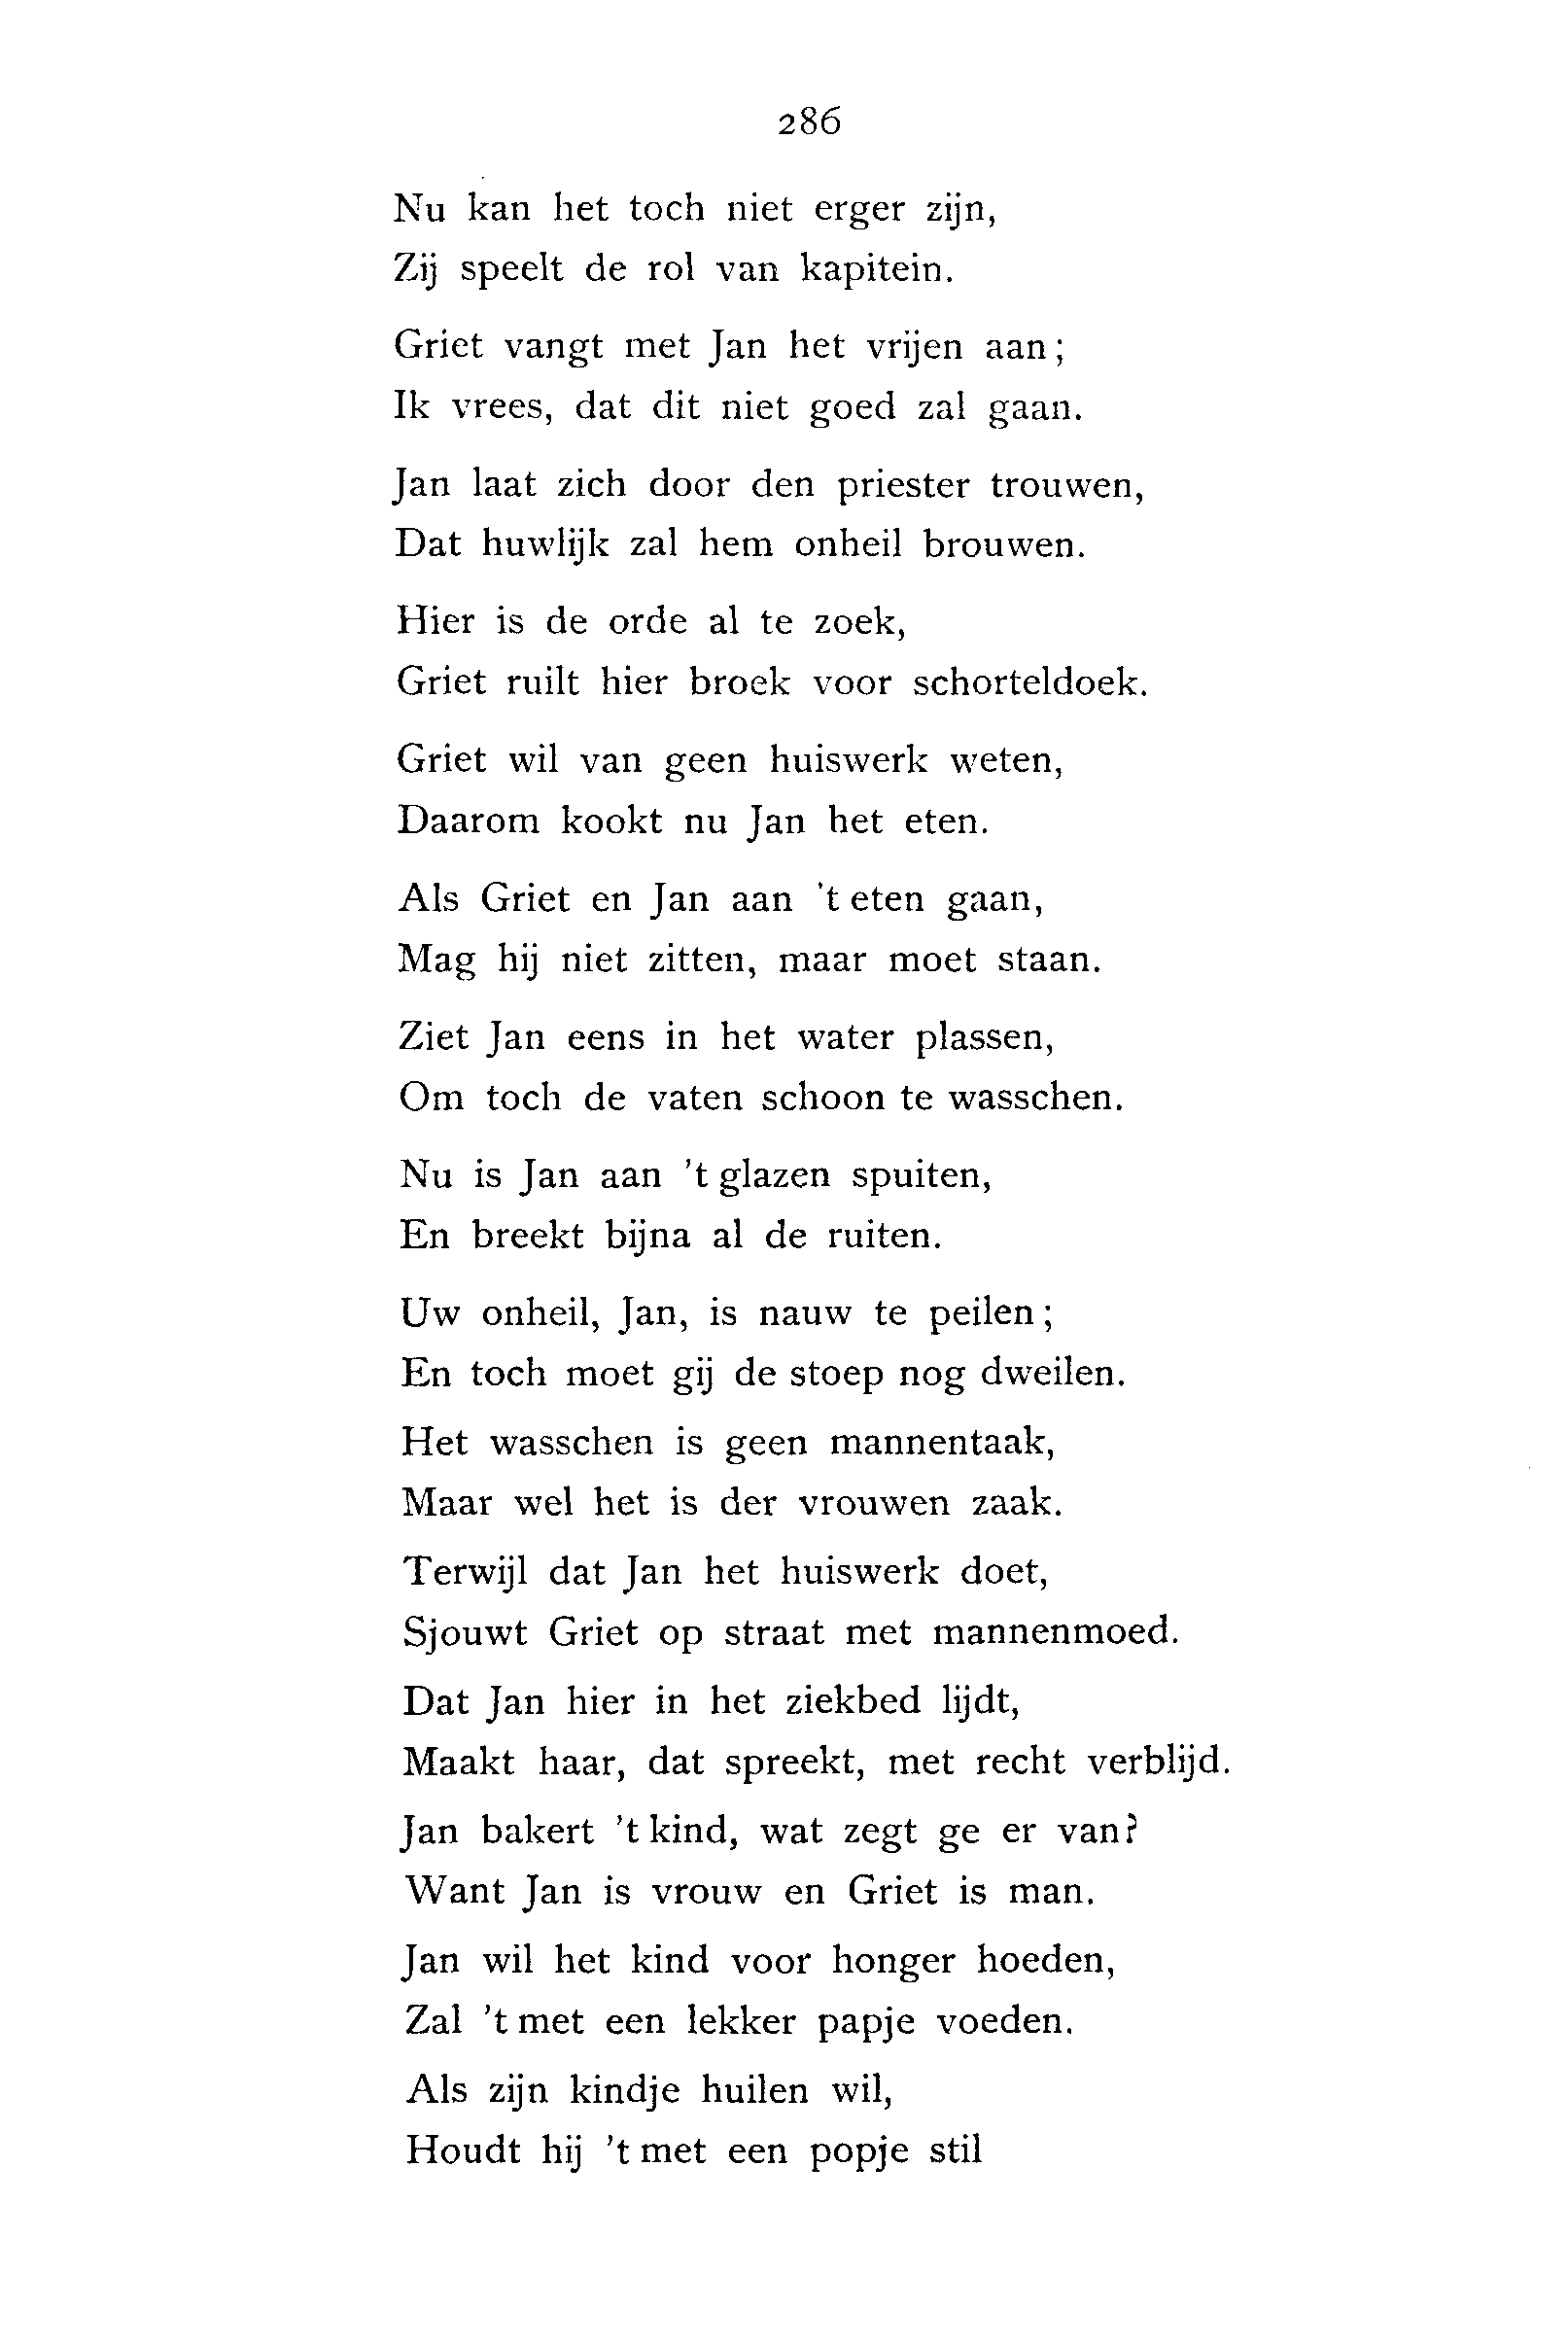 286
Nu kan het toch niet erger zijn,
Zij speelt de rol van kapitein.
Griet vangt met Jan het vrijen aan;
Ik vrees, dat dit niet goed zal gaan.
Jan laat zich door den priester trouwen,
Dat huwlijk zal hem onheil brouwen.
Hier is de orde al te zoek,
Griet ruilt hier broek voor schorteldoek.
Griet wil van geen huiswerk weten,
Daarom kookt nu Jan het eten.
Als Griet en Jan aan 't eten gaan,
Mag hij niet zitten, maar moet staan.
Ziet Jan eens in het water plassen,
Om toch de vaten schoon te wasschen.
Nu is Jan aan 't glazen spuiten,
En breekt bijna al de ruiten.
Uw onheil, Jan, is nauw te peilen;
En toch moet gij de stoep nog dweilen.
Het wasschen is geen mannentaak,
Maar wel het is der vrouwen zaak.
Terwijl dat Jan het huiswerk doet,
Sjouwt Griet op straat met mannenmoed.
Dat Jan hier in het ziekbed lijdt,
Maakt haar, dat spreekt, met recht verblijd.
Jan bakert 't kind, wat zegt ge er van?
Want Jan is vrouw en Griet is man.
Jan wil het kind voor honger hoeden,
Zal 't met een lekker papje voeden.
Als zijn kindje huilen wil,
Houdt hij 't met een popje stil